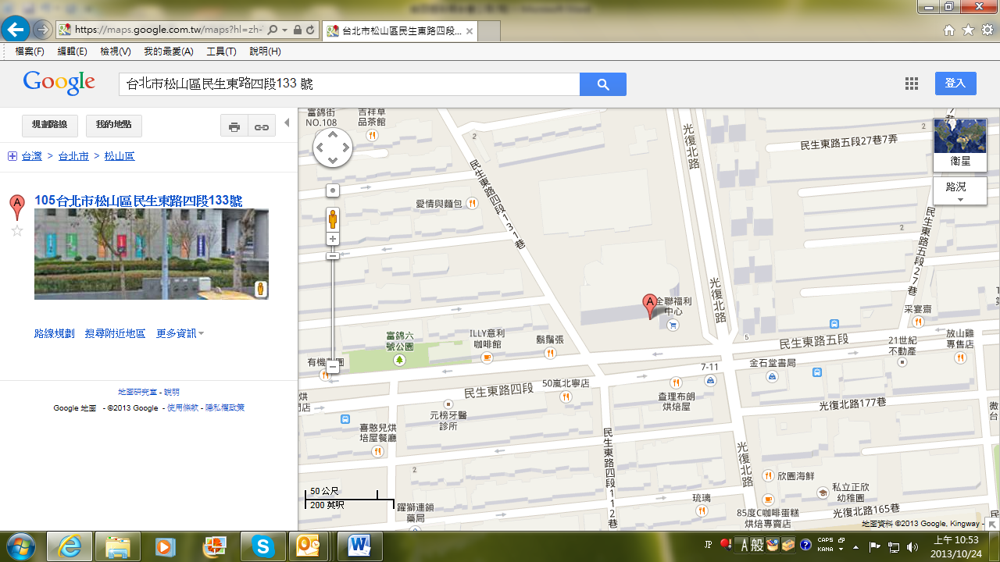 https://maps.google.com.tw/maps?hl=zh-
台北市松山區民生東路四段...
檔案(F) 編輯(E) 檢視(V) 我的最愛(A) 工具(T) 說明(H)
Google
台北市松山區民生東路四段133 號
登入
規劃路線 我的地點
台灣 > 台北市 > 松山區
A
105台北市松山區民生東路四段133號
路線規劃 搜尋附近地區 更多資訊
地圖研究室 - 說明
Google 地圖 - ©2013 Google - 使用條款 - 隱私權政策
富錦街
NO.108
吉祥草
品茶館
2
光復北路
2
民生東路五段27巷7弄
衛星
路況
民生東路四段131巷
愛情與麵包
民生東路五段27巷
2
光復北路
A
全聯福利
中心
采宴齋
富錦六
號公園
ILLY意利
咖啡館
鬍鬚張
5
民生東路五段
21世紀
不動產
放山雞
專售店
7-11
金石堂書局
民生東路四段
50嵐北寧店
查理布朗
烘焙屋
光復北路177巷
元榜牙醫
診所
喜憨兒烘
培屋餐廳
民生東路四段112巷
光復北路
2
欣圍海鮮
私立正欣
幼稚園
琉璃
85度C咖啡蛋糕
烘焙專賣店
光復北路165巷
50 公尺
200 英呎
躍獅連鎖
藥局
地圖資料 ©2013 Google, Kingway -
JP A 般 CAPS KANA
上午 10:53
2013/10/24